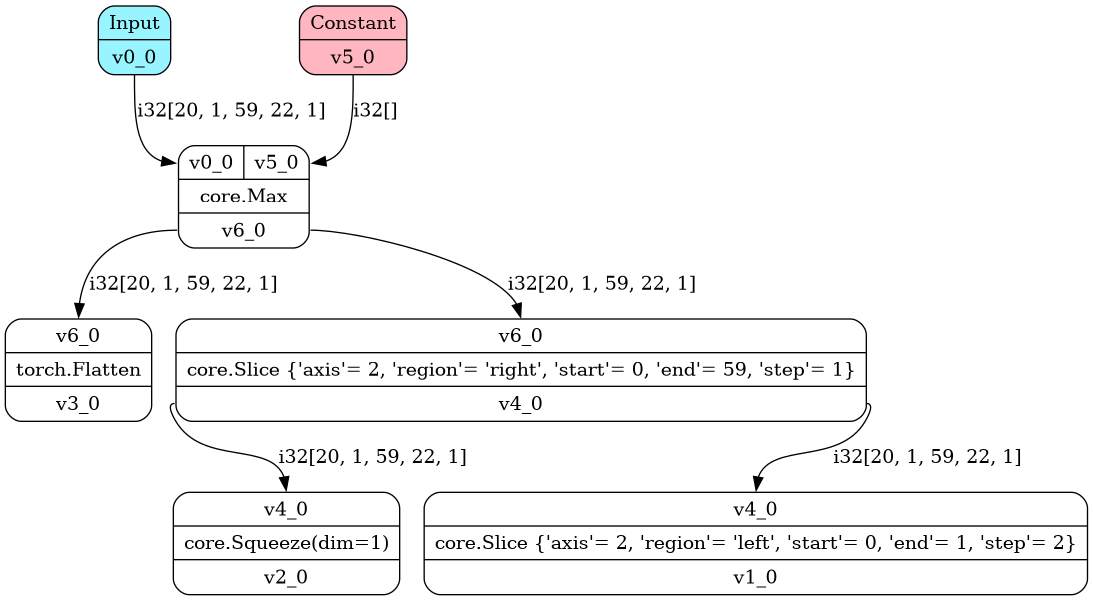 Input
v0_0
Constant
v5_0
i32[20, 1, 59, 22, 1]
i32[]
v0_0
v5_0
core.Max
v6_0
i32[20, 1, 59, 22, 1]
i32[20, 1, 59, 22, 1]
v6_0
torch.Flatten
v3_0
v6_0
core.Slice {'axis'= 2, 'region'= 'right', 'start'= 0, 'end'= 59, 'step'= 1}
v4_0
i32[20, 1, 59, 22, 1]
i32[20, 1, 59, 22, 1]
v4_0
core.Squeeze(dim=1)
v2_0
v4_0
core.Slice {'axis'= 2, 'region'= 'left', 'start'= 0, 'end'= 1, 'step'= 2}
v1_0